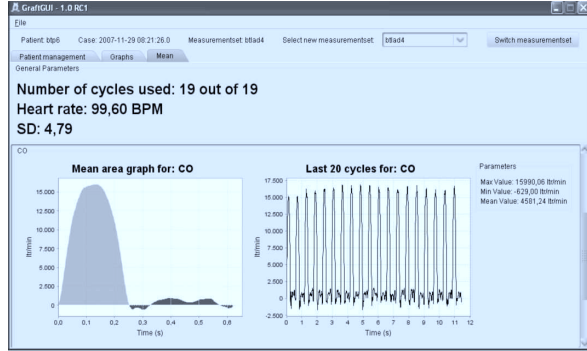 GraftGUI - 1.0 RC1
File
Patient: btp6 Case: 2007-11-29 08:21:26.0 Measurementset: btlad4 Select new measurementset: btlad4 Switch measurementset
Patient management Graphs Mean
General Parameters
Number of cycles used: 19 out of 19
Heart rate: 99,60 BPM
SD: 4,79
CO
Mean area graph for: CO
15.000
12.500
10.000
7.500
5.000
2.500
0
ltr/min
0.0 0.1 0.2 0.3 0.4 0.5 0.6
Time (s)
Last 20 cycles for: CO
17.500
15.000
12.500
10.000
7.500
5.000
2.500
0
-2.500
ltr/min
0 1 2 3 4 5 6 7 8 9 10 11 12
Time (s)
Parameters
Max Value: 15990,06 ltr/min
Min Value: -629,00 ltr/min
Mean Value: 4581,24 ltr/min